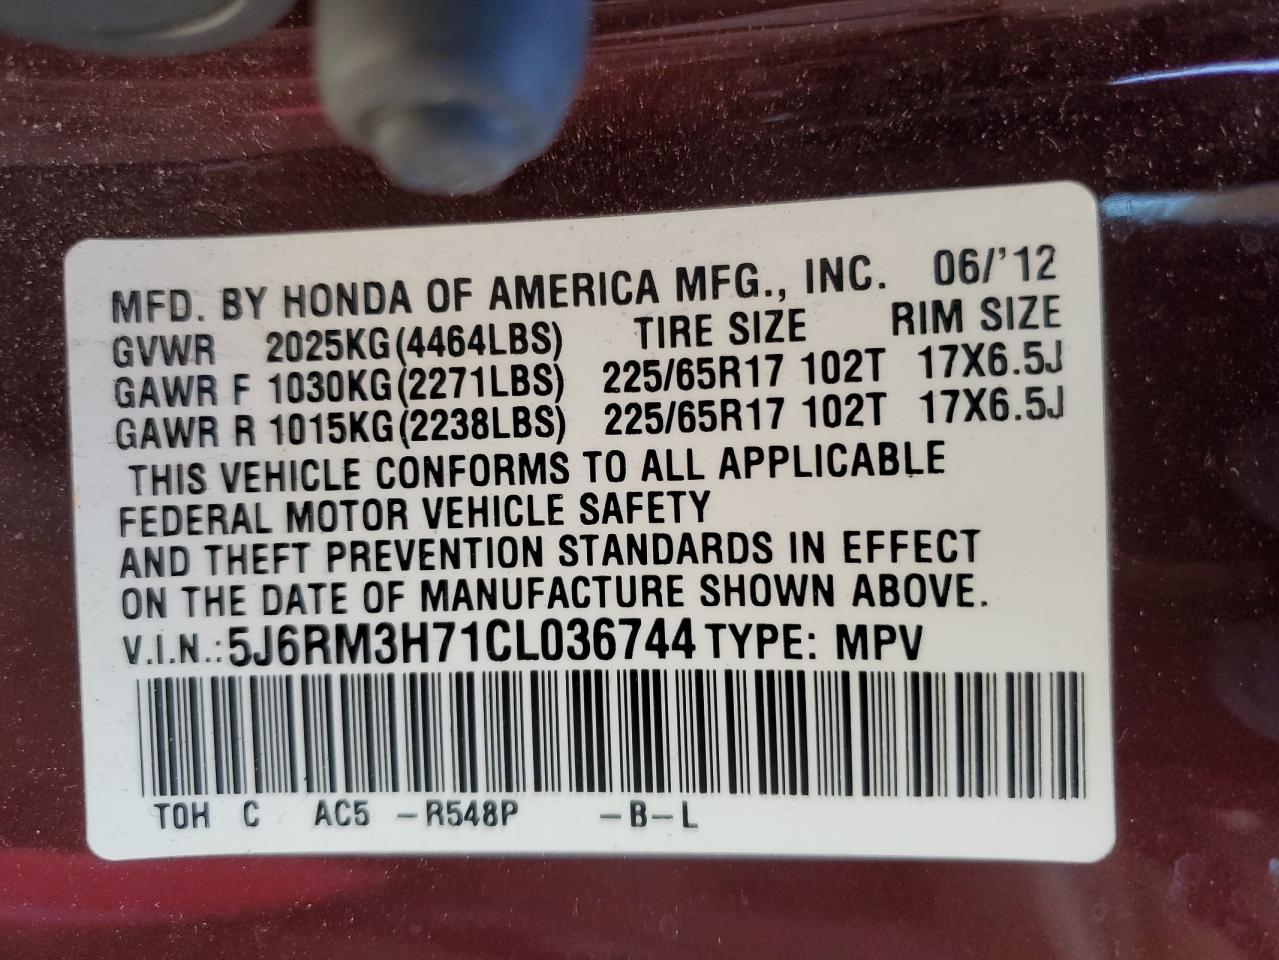 MFD. BY HONDA OF AMERICA MFG., INC. 06/'12
GVWR 2025KG(4464LBS) TIRE SIZE RIM SIZE
GAWR F 1030KG(2271LBS) 225/65R17 102T 17X6.5J
GAWR R 1015KG(2238LBS) 225/65R17 102T 17X6.5J
THIS VEHICLE CONFORMS TO ALL APPLICABLE
FEDERAL MOTOR VEHICLE SAFETY
AND THEFT PREVENTION STANDARDS IN EFFECT
ON THE DATE OF MANUFACTURE SHOWN ABOVE.
V.I.N.:5J6RM3H71CL036744 TYPE: MPV
TOH C AC5 -R548P -B-L